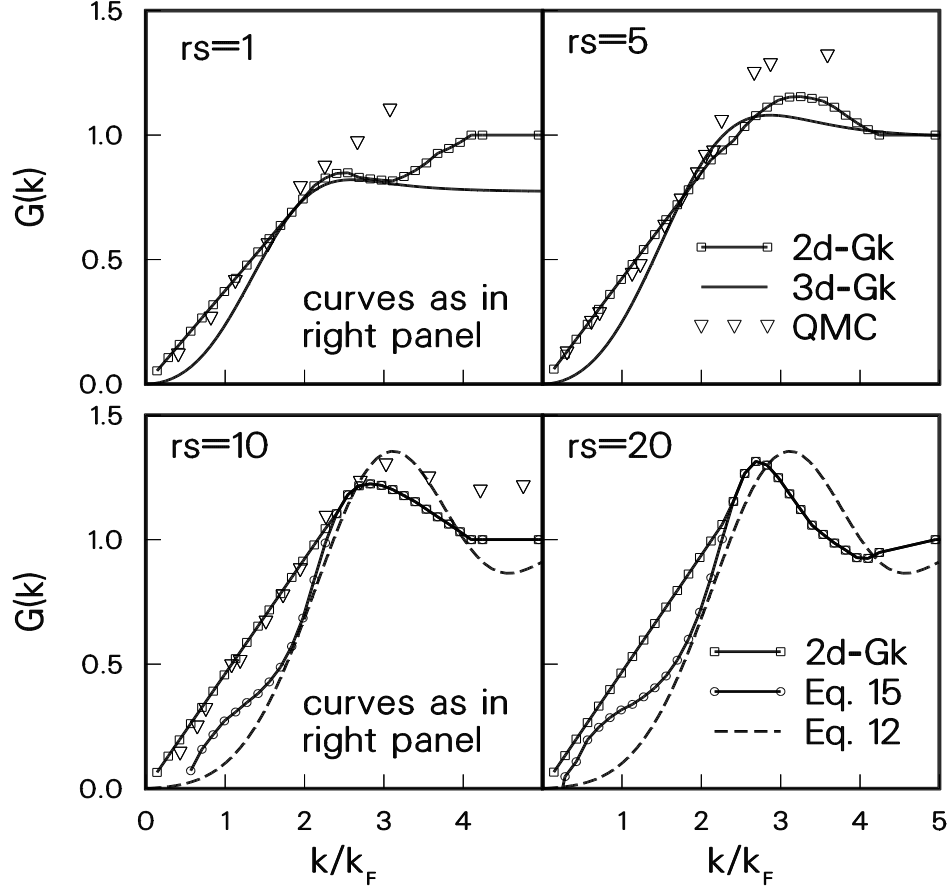 1.5
rs=1
rs=5
1.0
G(k)
0.5
2d-Gk
3d-Gk
QMC
curves as in
right panel
0.0
1.5
rs=10
rs=20
1.0
G(k)
0.5
2d-Gk
Eq. 15
Eq. 12
curves as in
right panel
0.0
0 1 2 3 4 1 2 3 4 5
k/kF k/kF